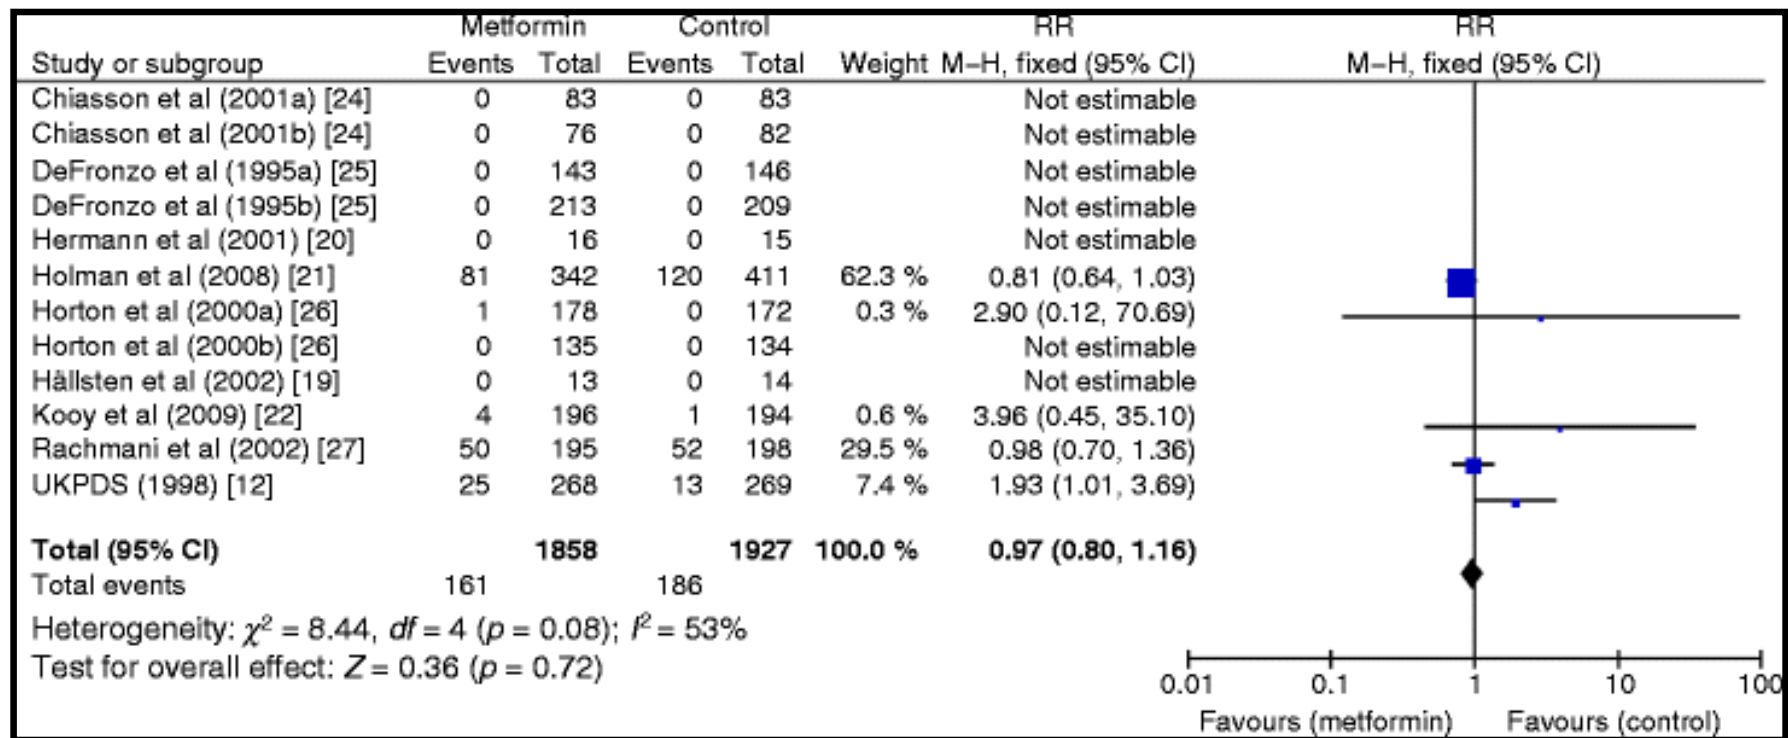 Metformin Control RR RR
Study or subgroup Events Total Events Total Weight M–H, fixed (95% CI) M–H, fixed (95% CI)
Chiasson et al (2001a) [24] 0 83 0 83 Not estimable
Chiasson et al (2001b) [24] 0 76 0 82 Not estimable
DeFronzo et al (1995a) [25] 0 143 0 146 Not estimable
DeFronzo et al (1995b) [25] 0 213 0 209 Not estimable
Hermann et al (2001) [20] 0 16 0 15 Not estimable
Holman et al (2008) [21] 81 342 120 411 62.3 % 0.81 (0.64, 1.03)
Horton et al (2000a) [26] 1 178 0 172 0.3 % 2.90 (0.12, 70.69)
Horton et al (2000b) [26] 0 135 0 134 Not estimable
Hällsten et al (2002) [19] 0 13 0 14 Not estimable
Kooy et al (2009) [22] 4 196 1 194 0.6 % 3.96 (0.45, 35.10)
Rachmani et al (2002) [27] 50 195 52 198 29.5 % 0.98 (0.70, 1.36)
UKPDS (1998) [12] 25 268 13 269 7.4 % 1.93 (1.01, 3.69)
Total (95% CI) 1858 1927 100.0 % 0.97 (0.80, 1.16)
Total events 161 186
Heterogeneity: χ² = 8.44, df = 4 (p = 0.08); I² = 53%
Test for overall effect: Z = 0.36 (p = 0.72)
0.01 0.1 1 10 100
Favours (metformin) Favours (control)